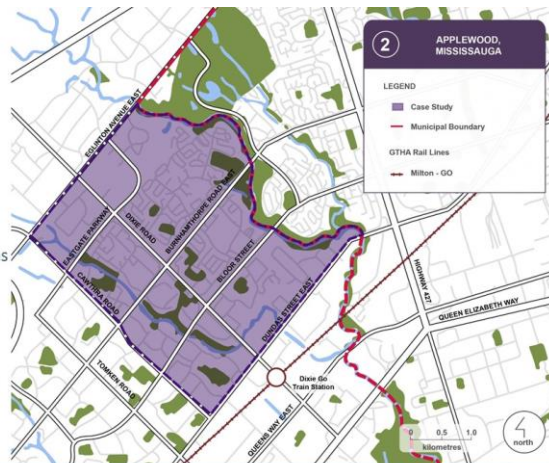 2
APPLEWOOD,
MISSISSAUGA
LEGEND
Case Study
Municipal Boundary
GTHA Rail Lines
Milton - GO
EGLINTON AVENUE EAST
EASTGATE PARKWAY
DIXIE ROAD
BURNHAMTHORPE ROAD EAST
BLOOR STREET
CAWTHRA ROAD
DUNDAS STREET EAST
TOMKEN ROAD
HIGHWAY 427
QUEEN ELIZABETH WAY
Dixie Go
Train Station
QUEENS WAY EAST
0 0.5 1.0
kilometres
north
s